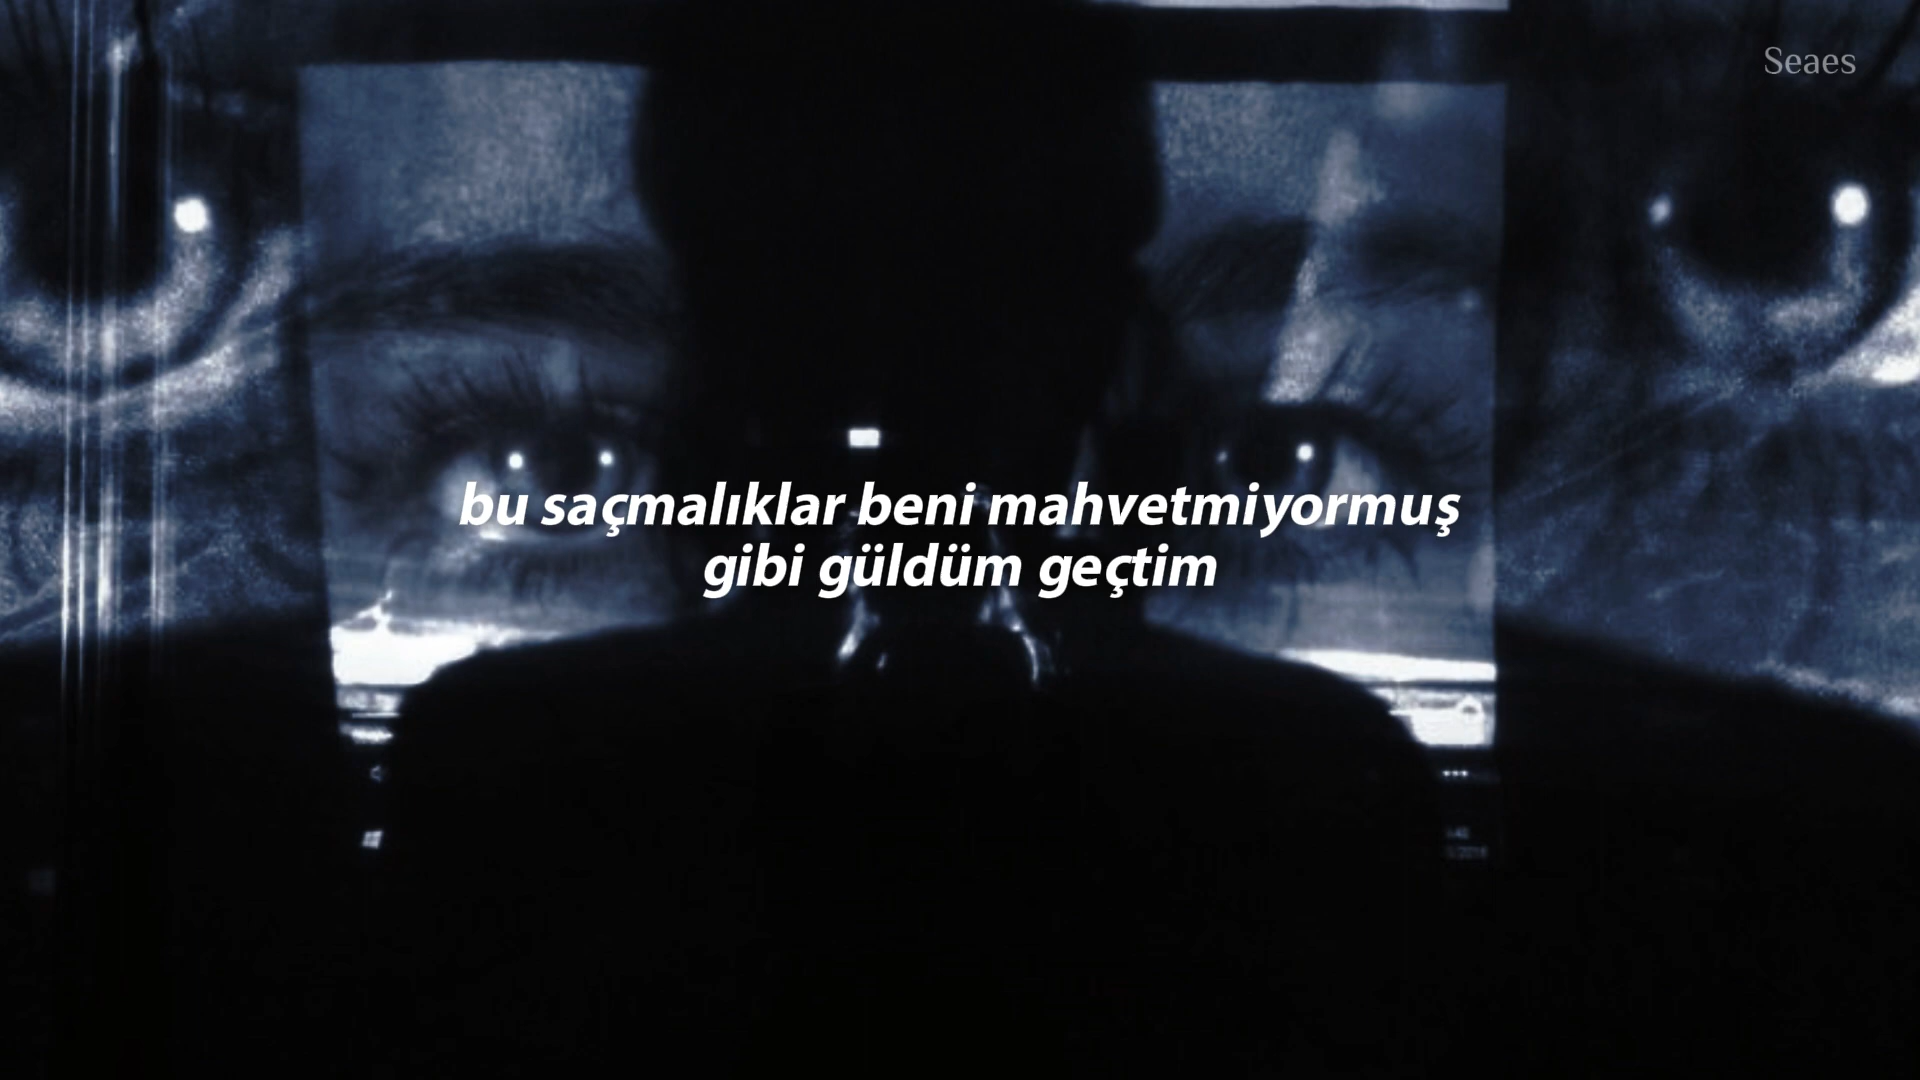 Seaes
bu saçmalıklar beni mahvetmiyormuş
gibi güldüm geçtim